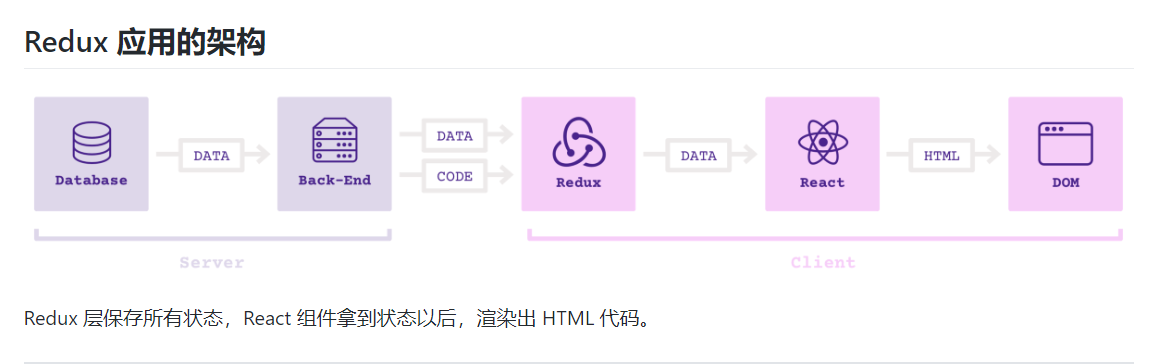 Redux 应用的架构
DATA
CODE
DATA
DATA
HTML
Database
Back-End
Redux
React
DOM
Server
Client
Redux 层保存所有状态，React 组件拿到状态以后，渲染出 HTML 代码。